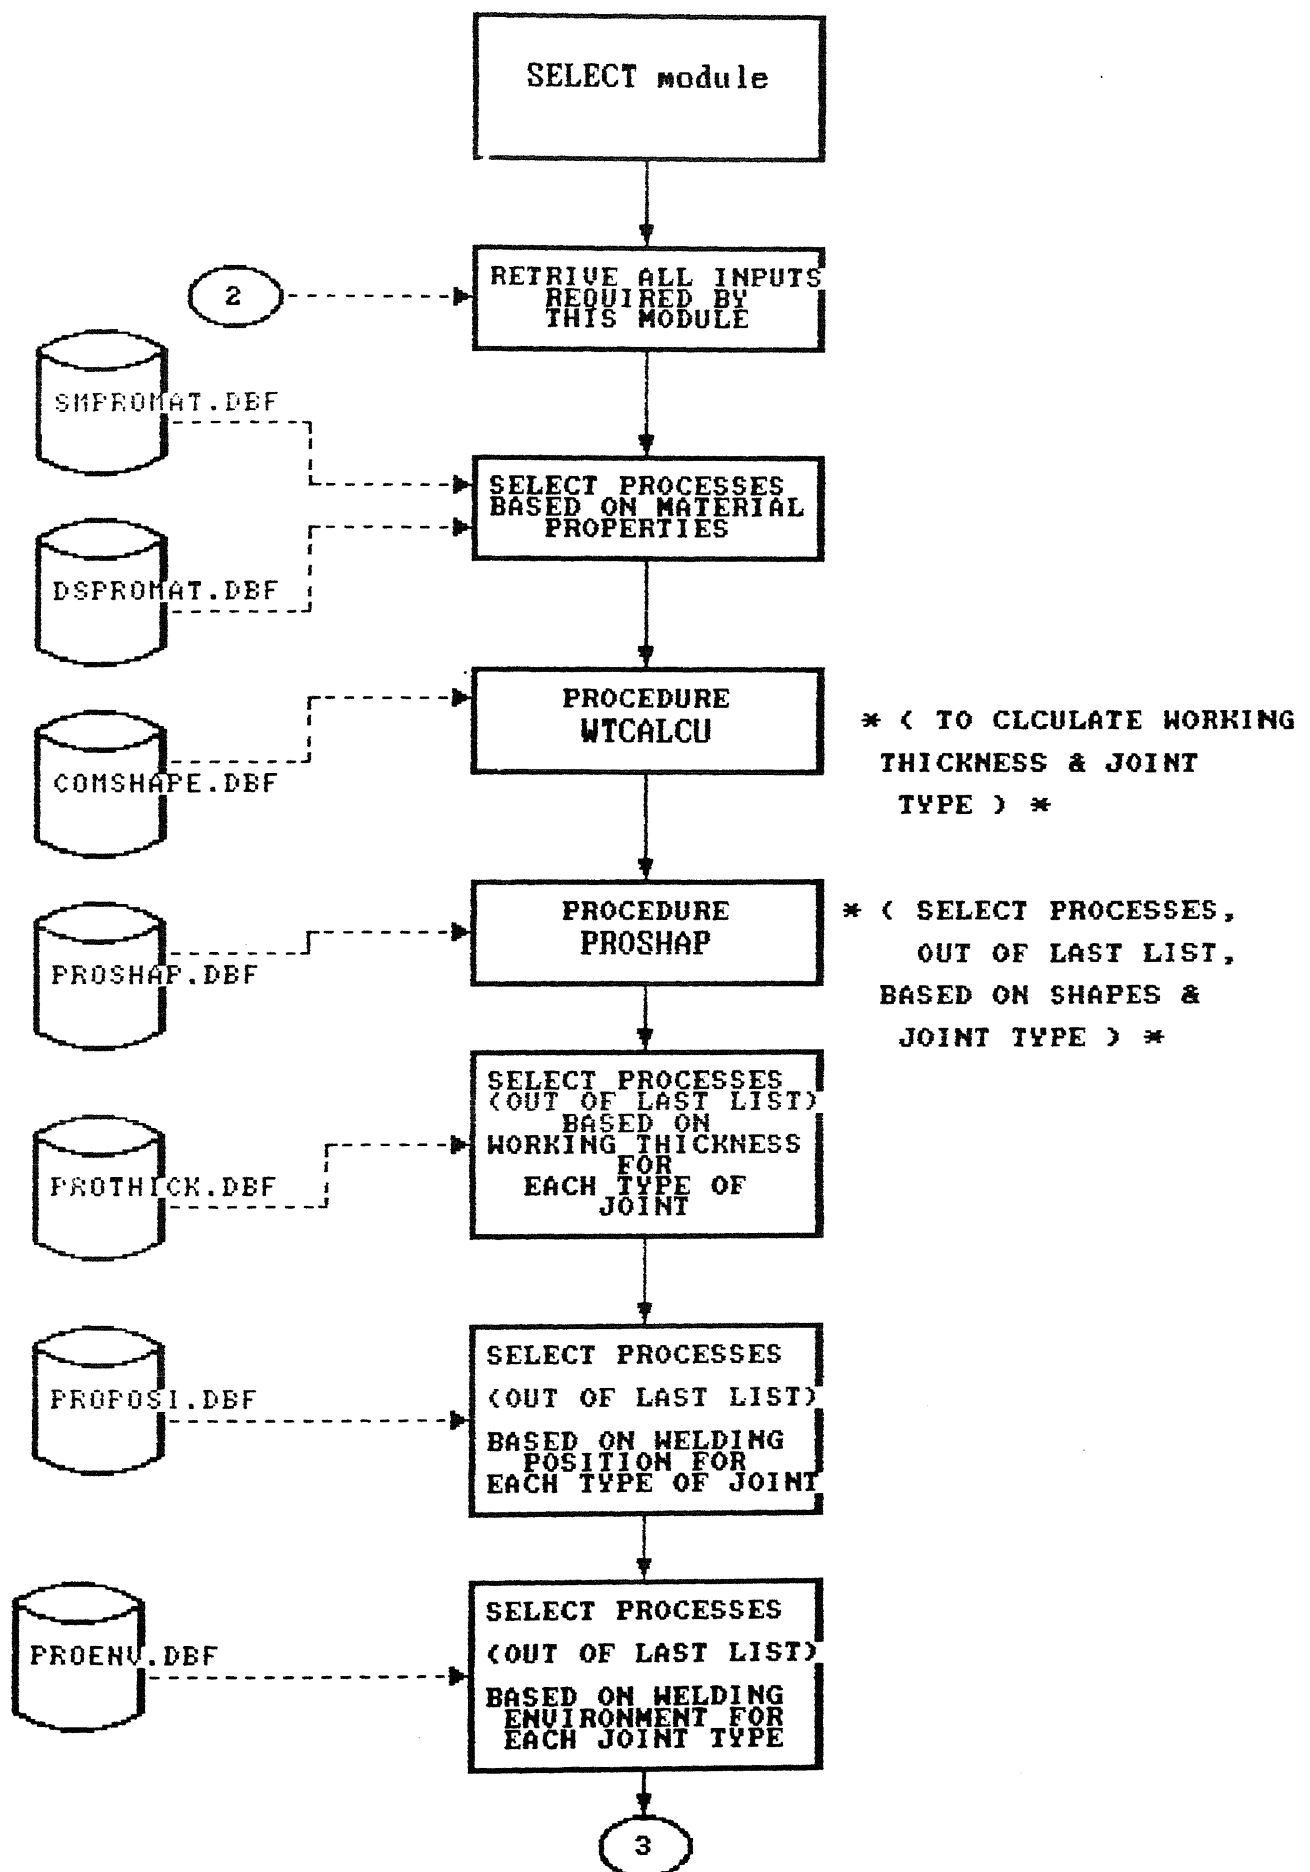 SELECT module
2
RETRIVE ALL INPUTS
REQUIRED BY
THIS MODULE
SMPROMAT.DBF
SELECT PROCESSES
BASED ON MATERIAL
PROPERTIES
DSPROMAT.DBF
PROCEDURE
WTCALCU
* ( TO CLCULATE WORKING
THICKNESS & JOINT
TYPE ) *
COMSHAPE.DBF
PROCEDURE
PROSHAP
* ( SELECT PROCESSES,
OUT OF LAST LIST,
BASED ON SHAPES &
JOINT TYPE ) *
PROSHAP.DBF
SELECT PROCESSES
(OUT OF LAST LIST)
BASED ON
WORKING THICKNESS
FOR
EACH TYPE OF
JOINT
PROTHICK.DBF
SELECT PROCESSES
(OUT OF LAST LIST)
BASED ON WELDING
POSITION FOR
EACH TYPE OF JOINT
PROPOSI.DBF
SELECT PROCESSES
(OUT OF LAST LIST)
BASED ON WELDING
ENVIRONMENT FOR
EACH JOINT TYPE
PROENV.DBF
3